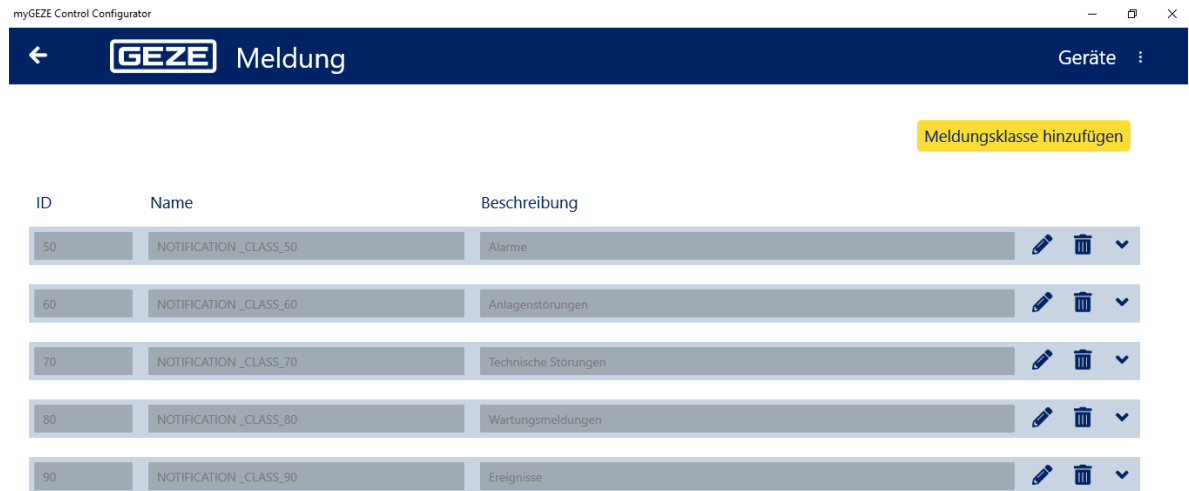 myGEZE Control Configurator
GEZE Meldung Geräte
Meldungsklasse hinzufügen
ID Name Beschreibung
50 NOTIFICATION _CLASS_50 Alarme
60 NOTIFICATION _CLASS_60 Anlagenstörungen
70 NOTIFICATION _CLASS_70 Technische Störungen
80 NOTIFICATION _CLASS_80 Wartungsmeldungen
90 NOTIFICATION _CLASS_90 Ereignisse